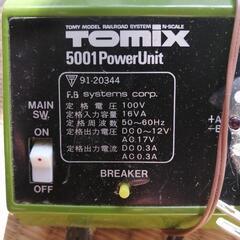 TOMY MODEL RAILROAD SYSTEM N-SCALE
TOMIX
5001 PowerUnit
91-20344
systems corp.
定格電圧 100V
定格入力容量 16VA
定格周波数 50~60Hz
定格出力電圧 DC0~12V
AC17V
定格出力電流 DC0.3A
AC0.3A
MAIN
SW.
ON
OFF
BREAKER
+A